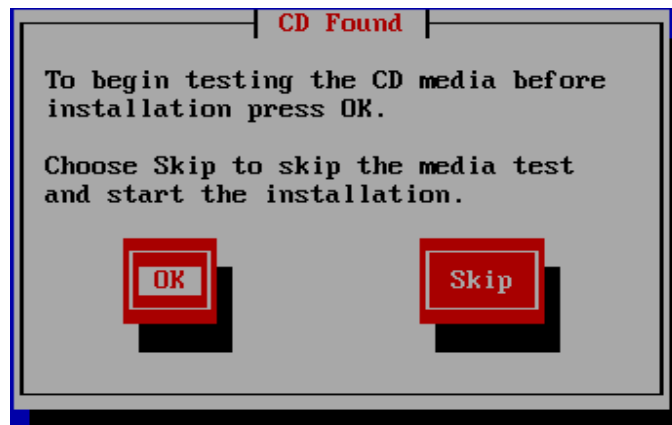 CD Found
To begin testing the CD media before
installation press OK.
Choose Skip to skip the media test
and start the installation.
OK
Skip